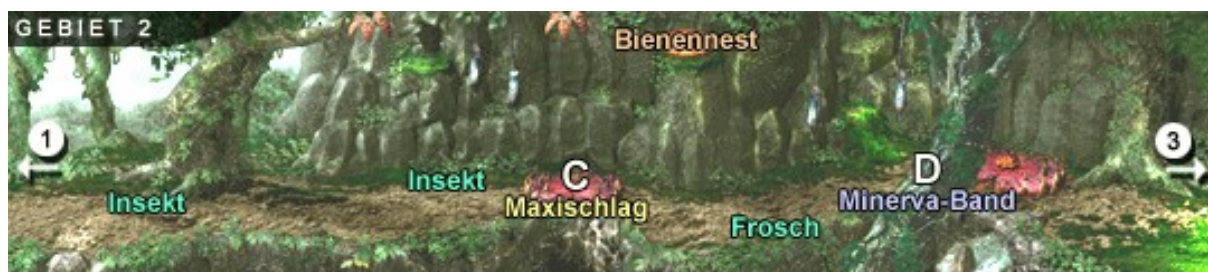 GEBIET 2
Bienennest
1
3
Insekt
C
D
Insekt
Maxischlag
Minerva-Band
Frosch